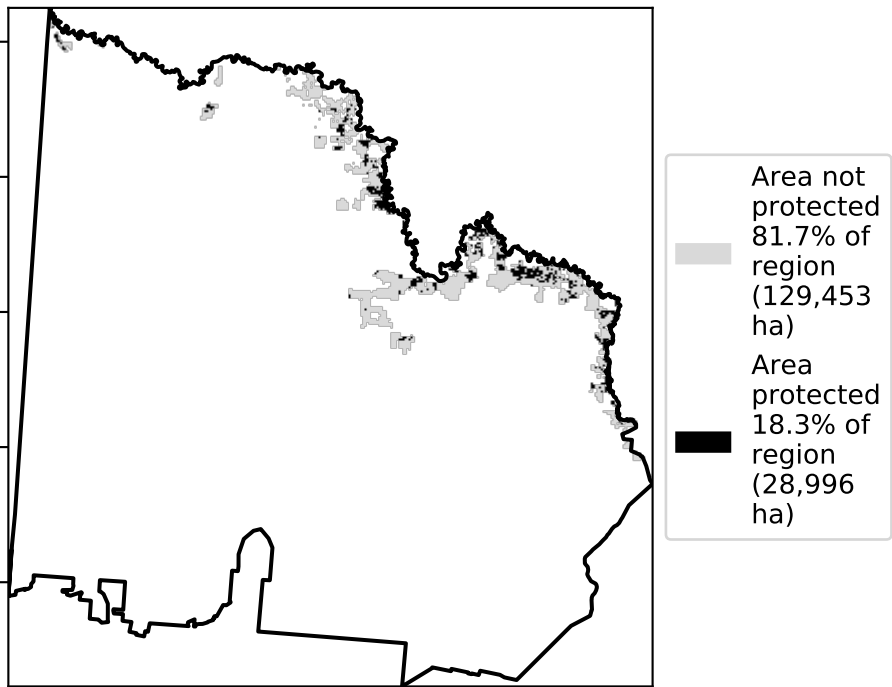 Area not
protected
81.7% of
region
(129,453
ha)
Area
protected
18.3% of
region
(28,996
ha)